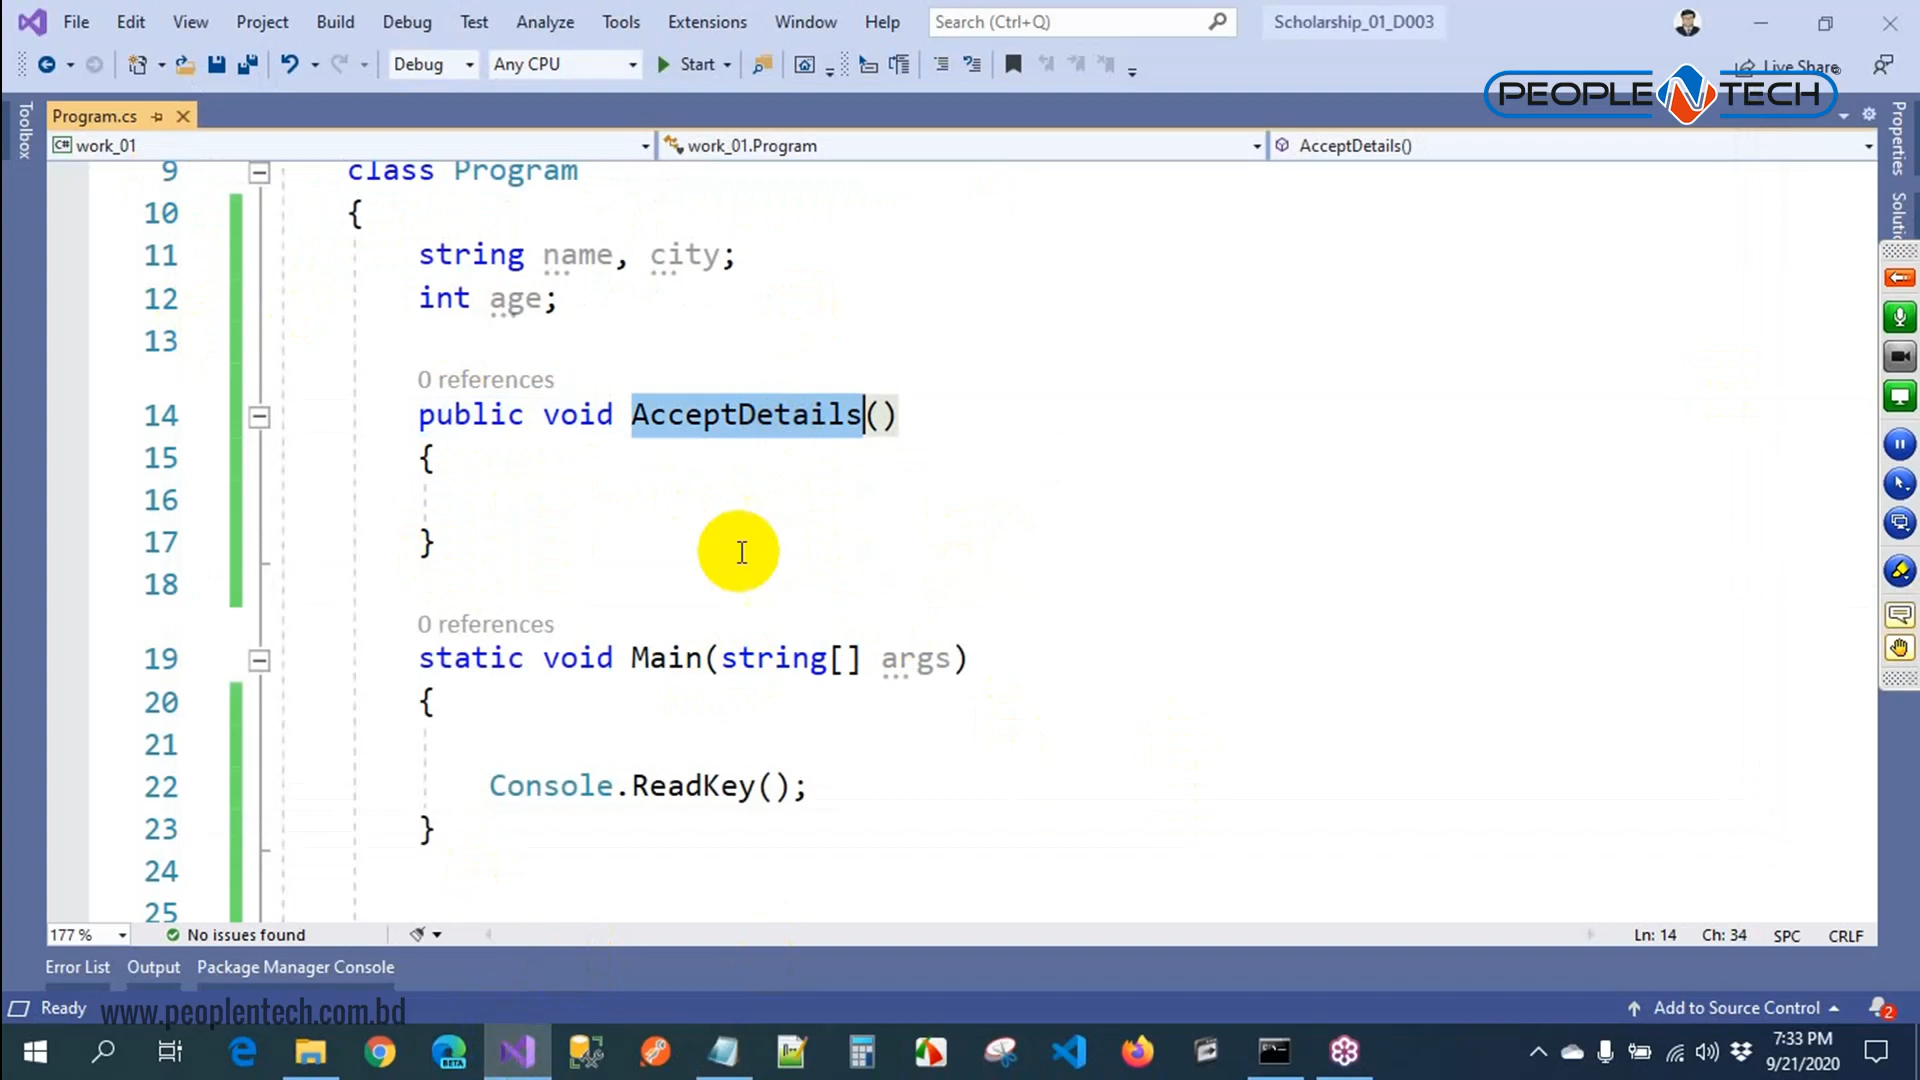 File Edit View Project Build Debug Test Analyze Tools Extensions Window Help Search (Ctrl+Q) Scholarship_01_D003
Debug Any CPU Start Live Share
PEOPLE N TECH
Toolbox
Program.cs
Properties
C# work_01 work_01.Program AcceptDetails()
9 class Program
10 {
11 string name, city;
12 int age;
13
0 references
14 public void AcceptDetails()
15 {
16
17 }
18
0 references
19 static void Main(string[] args)
20 {
21
22 Console.ReadKey();
23 }
24
25
177 % No issues found Ln: 14 Ch: 34 SPC CRLF
Error List Output Package Manager Console
Ready www.peoplentech.com.bd Add to Source Control 2
BETA
7:33 PM
9/21/2020